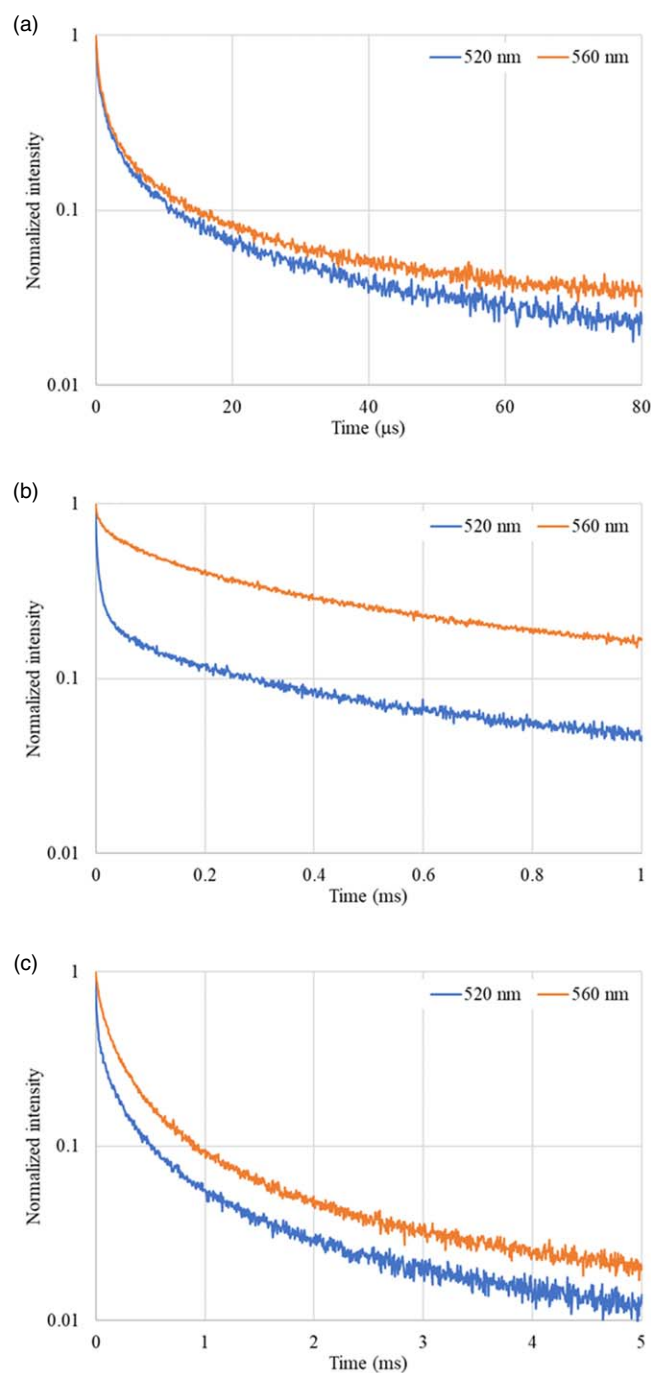 (a)
1
520 nm 560 nm
Normalized intensity
0.1
0.01
0 20 40 60 80
Time (μs)
(b)
1
520 nm 560 nm
Normalized intensity
0.1
0.01
0 0.2 0.4 0.6 0.8 1
Time (ms)
(c)
1
520 nm 560 nm
Normalized intensity
0.1
0.01
0 1 2 3 4 5
Time (ms)